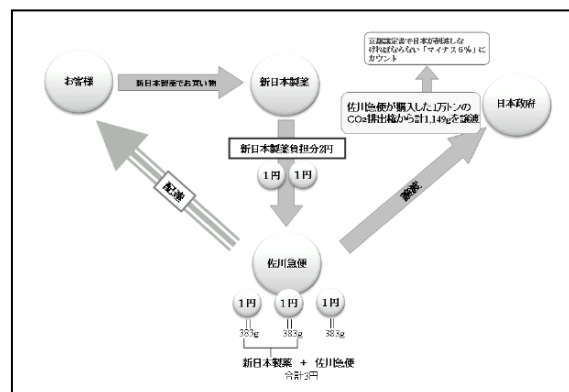 京都議定書で日本が削減しな
ければならない「マイナス6%」に
カウント
お客様
新日本製薬でお買い物
新日本製薬
日本政府
佐川急便が購入した1万トンの
CO2排出権から計1,149gを譲渡
新日本製薬負担分2円
1円
1円
配達
譲渡
佐川急便
1円
1円
1円
383g
383g
383g
新日本製薬 + 佐川急便
合計3円